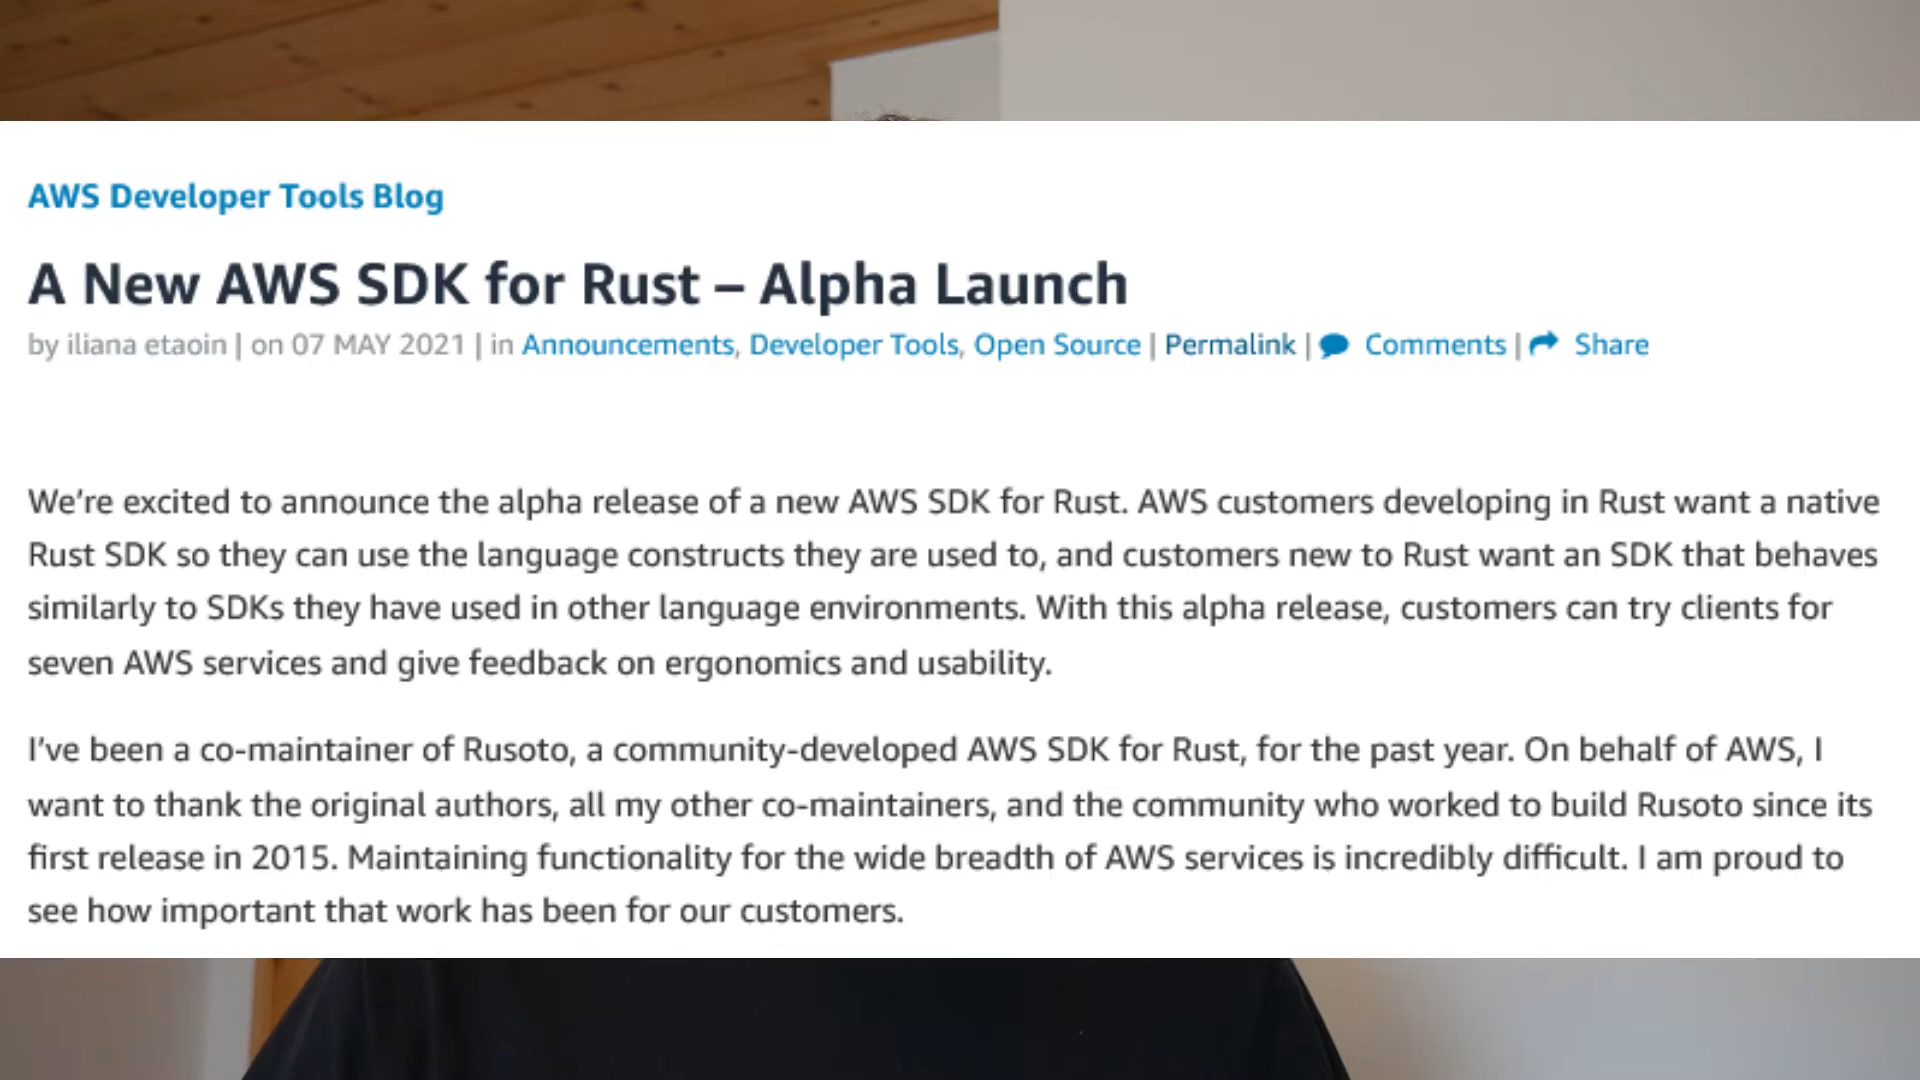 AWS Developer Tools Blog
A New AWS SDK for Rust – Alpha Launch
by iliana etaoin | on 07 MAY 2021 | in Announcements, Developer Tools, Open Source | Permalink | Comments | Share
We’re excited to announce the alpha release of a new AWS SDK for Rust. AWS customers developing in Rust want a native
Rust SDK so they can use the language constructs they are used to, and customers new to Rust want an SDK that behaves
similarly to SDKs they have used in other language environments. With this alpha release, customers can try clients for
seven AWS services and give feedback on ergonomics and usability.
I’ve been a co-maintainer of Rusoto, a community-developed AWS SDK for Rust, for the past year. On behalf of AWS, I
want to thank the original authors, all my other co-maintainers, and the community who worked to build Rusoto since its
first release in 2015. Maintaining functionality for the wide breadth of AWS services is incredibly difficult. I am proud to
see how important that work has been for our customers.